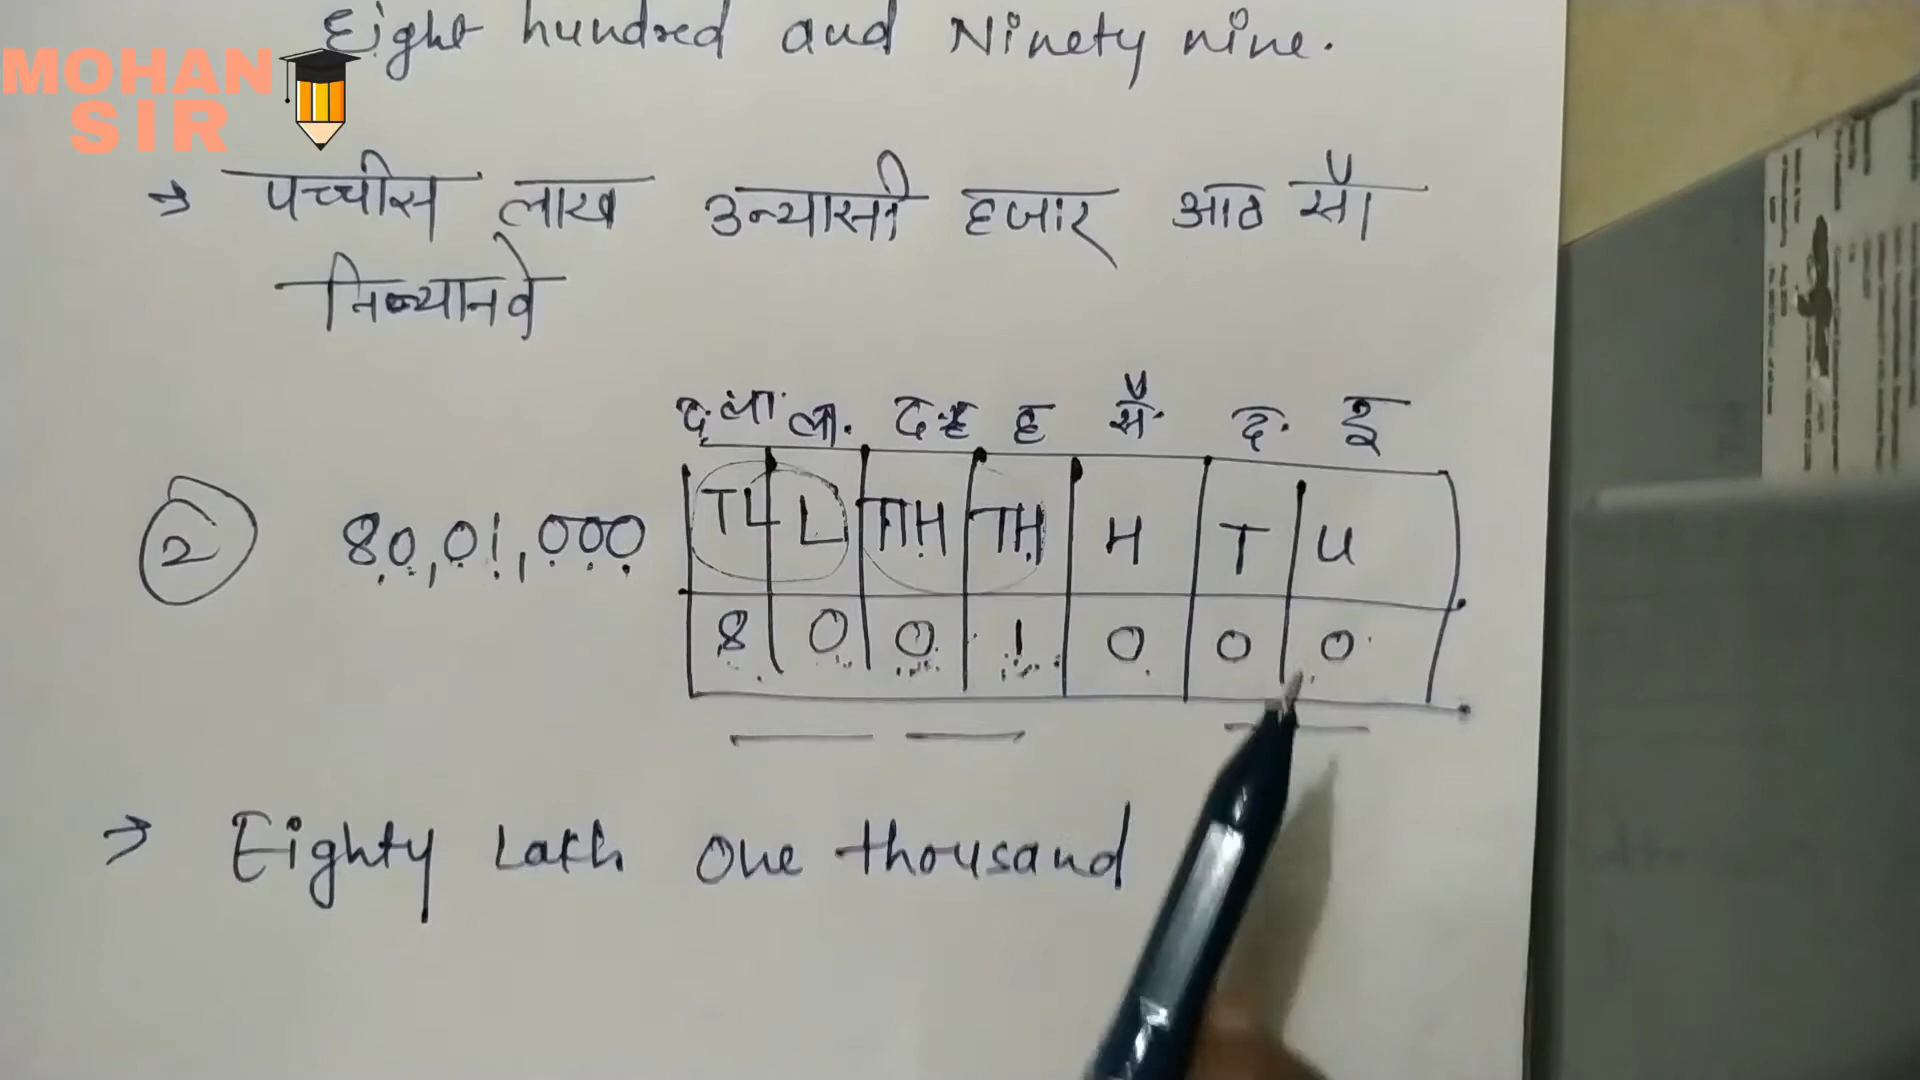 Eight hundred and Ninety nine.
MOHAN
SIR
→ पच्चीस लाख उन्यासी हजार आठ सौ
निन्यानवे
द.ला. ला. द.ह ह सै. द. इ
2 80,01,000
TL L TTH TH H T U
8 0 0 1 0 0 0
→ Eighty Lakh One thousand